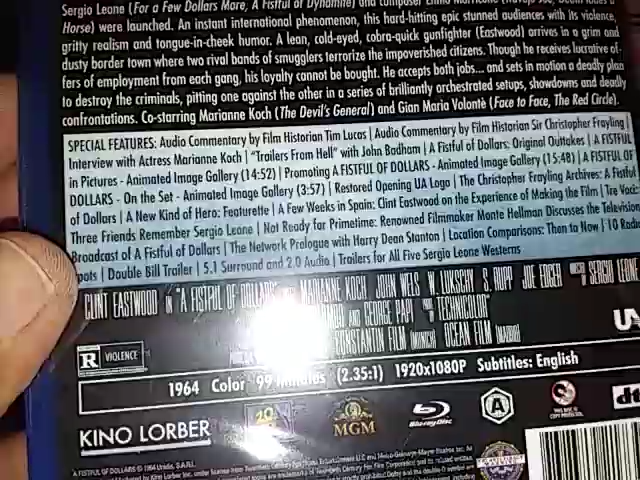 Sergio Leone (For a Few Dollars More, A Fistful of Dynamite) and composer Ennio Morricone
Horse) were launched. An instant international phenomenon, this hard-hitting epic stunned audiences with its violence,
gritty realism and tongue-in-cheek humor. A lean, cold-eyed, cobra-quick gunfighter (Eastwood) arrives in a grim and
dusty border town where two rival bands of smugglers terrorize the impoverished citizens. Though he receives lucrative of-
fers of employment from each gang, his loyalty cannot be bought. He accepts both jobs... and sets in motion a deadly plan
to destroy the criminals, pitting one against the other in a series of brilliantly orchestrated setups, showdowns and deadly
confrontations. Co-starring Marianne Koch (The Devil's General) and Gian Maria Volontè (Face to Face, The Red Circle).
SPECIAL FEATURES: Audio Commentary by Film Historian Tim Lucas | Audio Commentary by Film Historian Sir Christopher Frayling |
Interview with Actress Marianne Koch | "Trailers From Hell" with John Badham | A Fistful of Dollars: Original Outtakes | A FISTFUL
in Pictures - Animated Image Gallery (14:52) | Promoting A FISTFUL OF DOLLARS - Animated Image Gallery (15:48) | A FISTFUL OF
DOLLARS - On the Set - Animated Image Gallery (3:57) | Restored Opening UA Logo | The Christopher Frayling Archives: A Fistful
of Dollars | A New Kind of Hero: Featurette | A Few Weeks in Spain: Clint Eastwood on the Experience of Making the Film | Tre Voci:
Three Friends Remember Sergio Leone | Not Ready for Primetime: Renowned Filmmaker Monte Hellman Discusses the Television
Broadcast of A Fistful of Dollars | The Network Prologue with Harry Dean Stanton | Location Comparisons: Then to Now | 10 Radio
pots | Double Bill Trailer | 5.1 Surround and 2.0 Audio | Trailers for All Five Sergio Leone Westerns
CLINT EASTWOOD IN "A FISTFUL OF DOLLARS" MARIANNE KOCH JOHN WELS W. LUKSCHY S. RUPP JOE EDGER SERGIO LEONE
AND GEORGE PAPI TECHNICOLOR
CONSTANTIN FILM (MUNICH) OCEAN FILM (MADRID)
R VIOLENCE
1964 Color 99 Minutes (2.35:1) 1920x1080P Subtitles: English
KINO LORBER 20 MGM Blu-ray Disc A dts
A FISTFUL OF DOLLARS © 1964